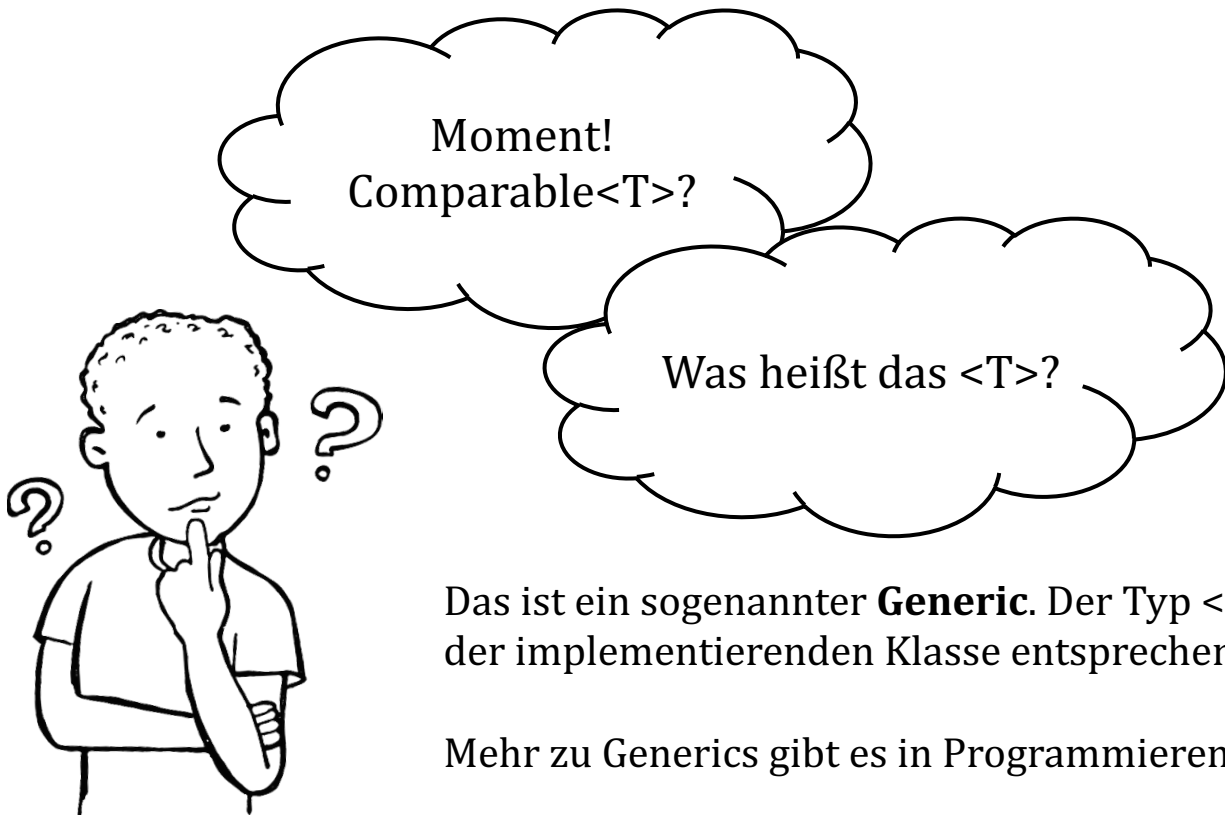 Moment!
Comparable<T>?
Was heißt das <T>?
?
?
Das ist ein sogenannter Generic. Der Typ <
der implementierenden Klasse entsprechen
Mehr zu Generics gibt es in Programmieren